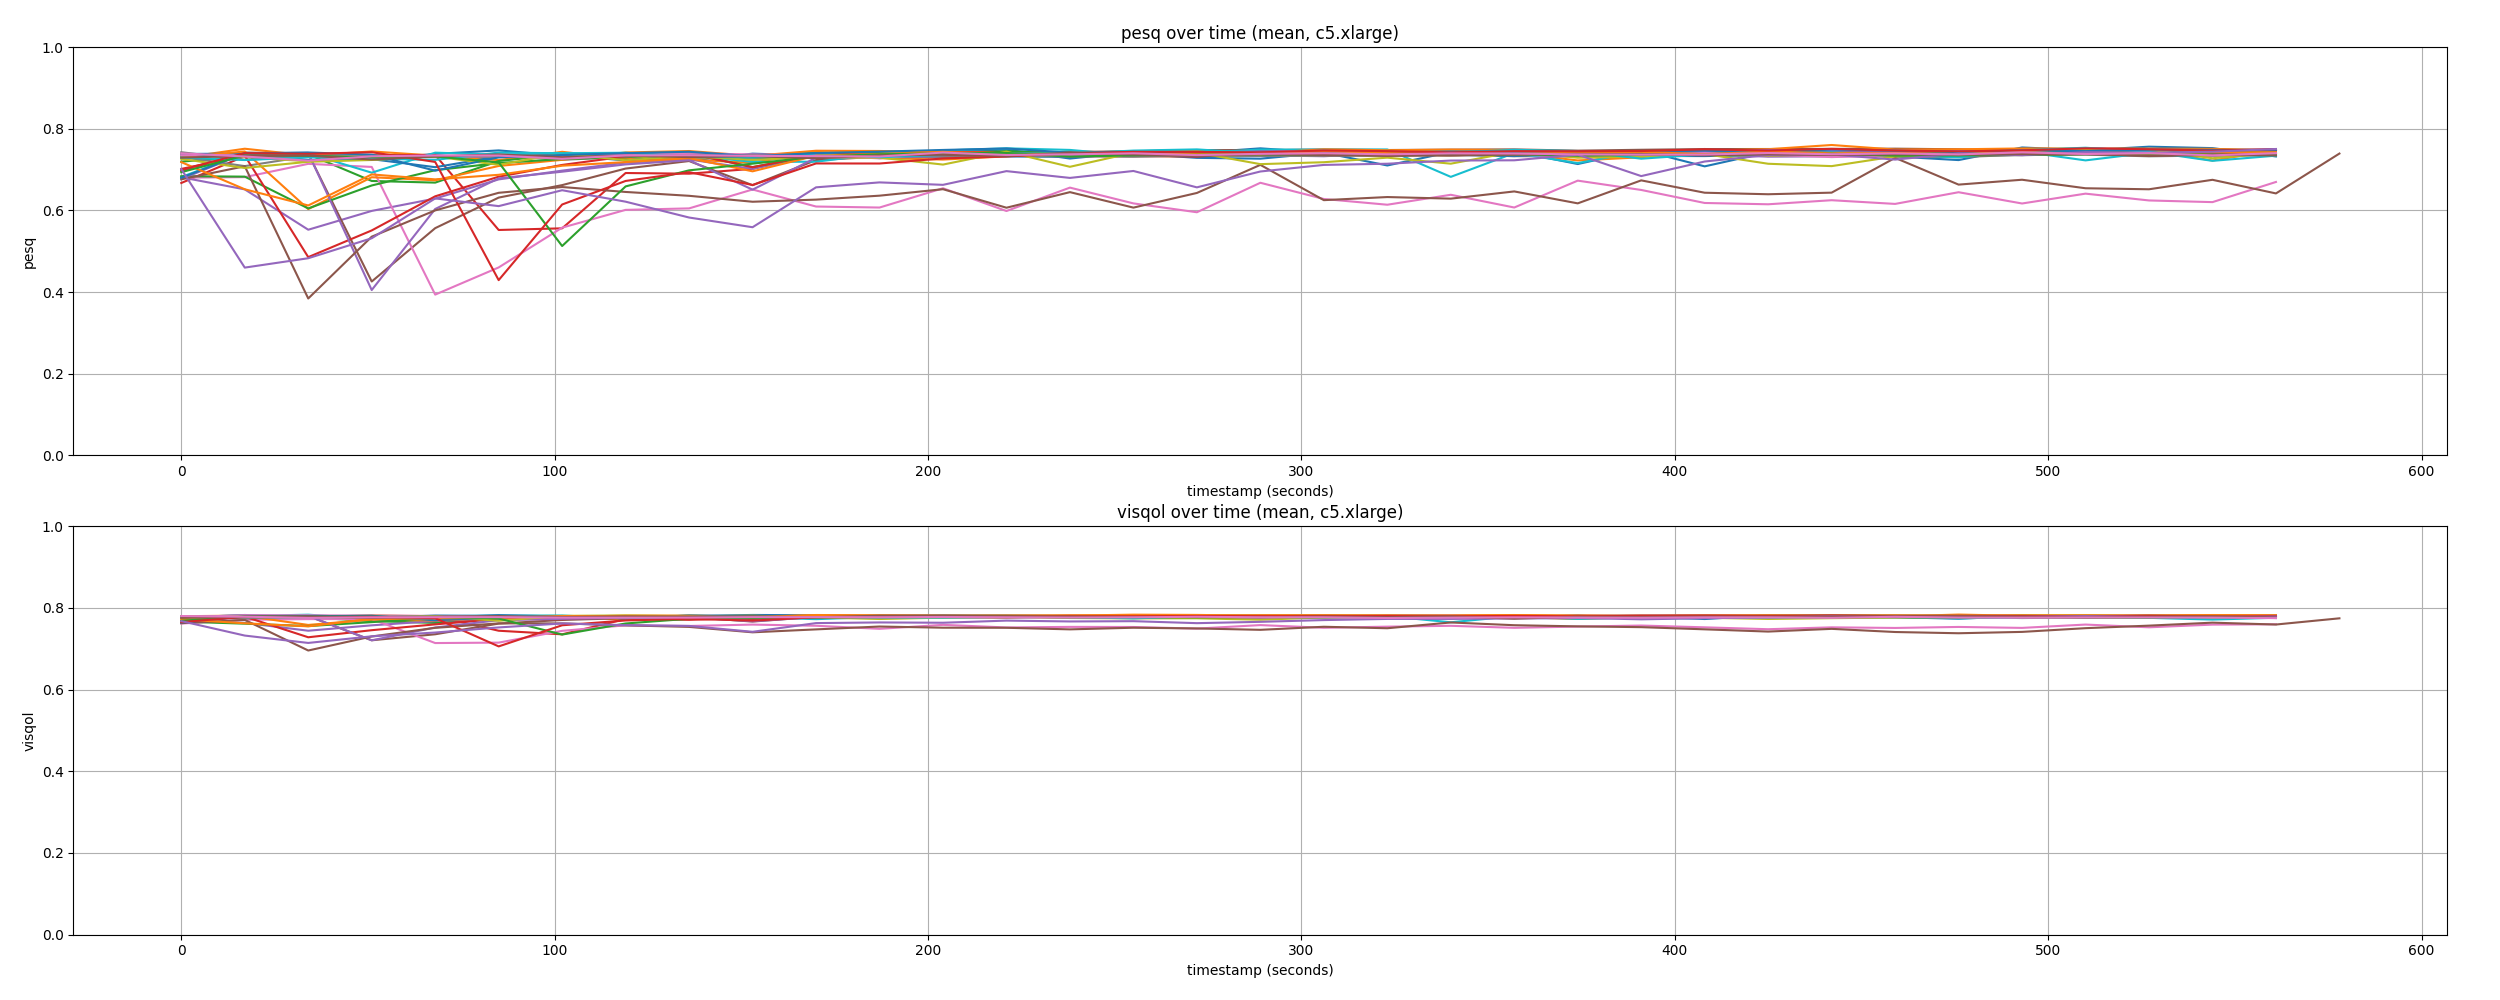 pesq over time (mean, c5.xlarge)
1.0
0.8
0.6
0.4
0.2
0.0
pesq
0 100 200 300 400 500 600
timestamp (seconds)
visqol over time (mean, c5.xlarge)
1.0
0.8
0.6
0.4
0.2
0.0
visqol
0 100 200 300 400 500 600
timestamp (seconds)